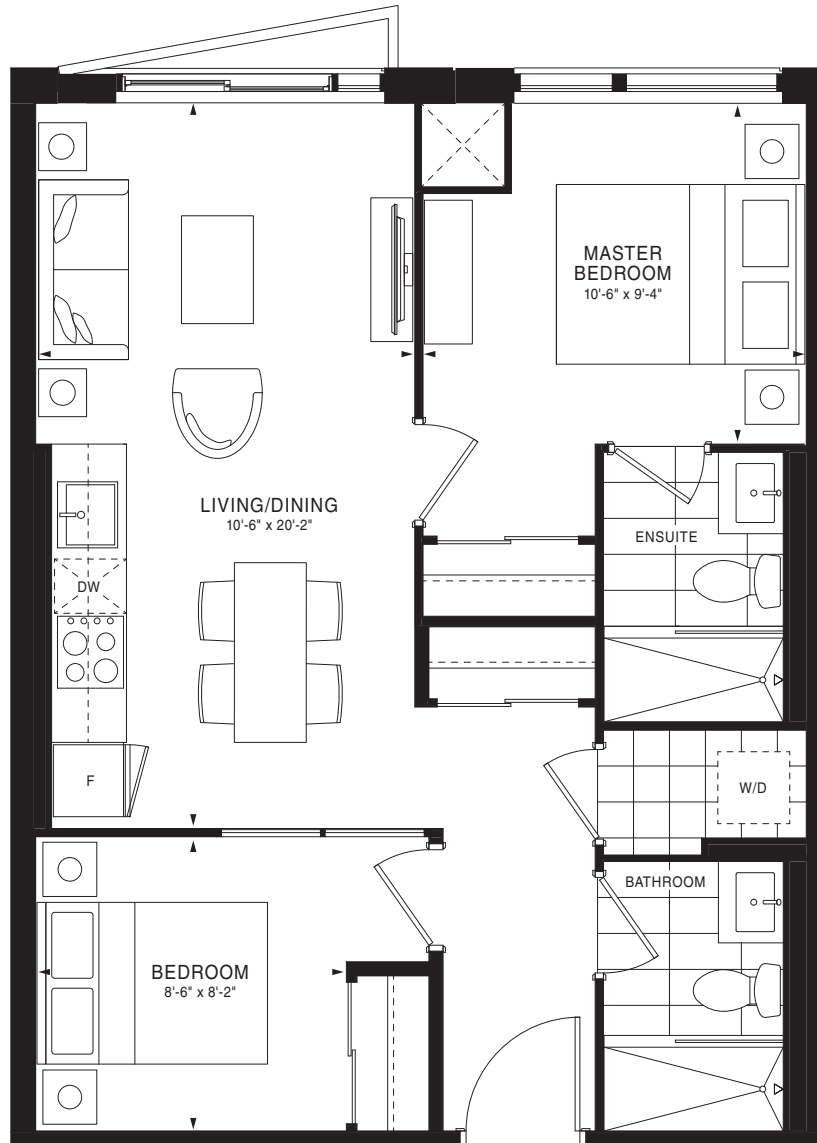 MASTER
BEDROOM
10'-6" x 9'-4"
LIVING/DINING
10'-6" x 20'-2"
ENSUITE
DW
F
W/D
BATHROOM
BEDROOM
8'-6" x 8'-2"